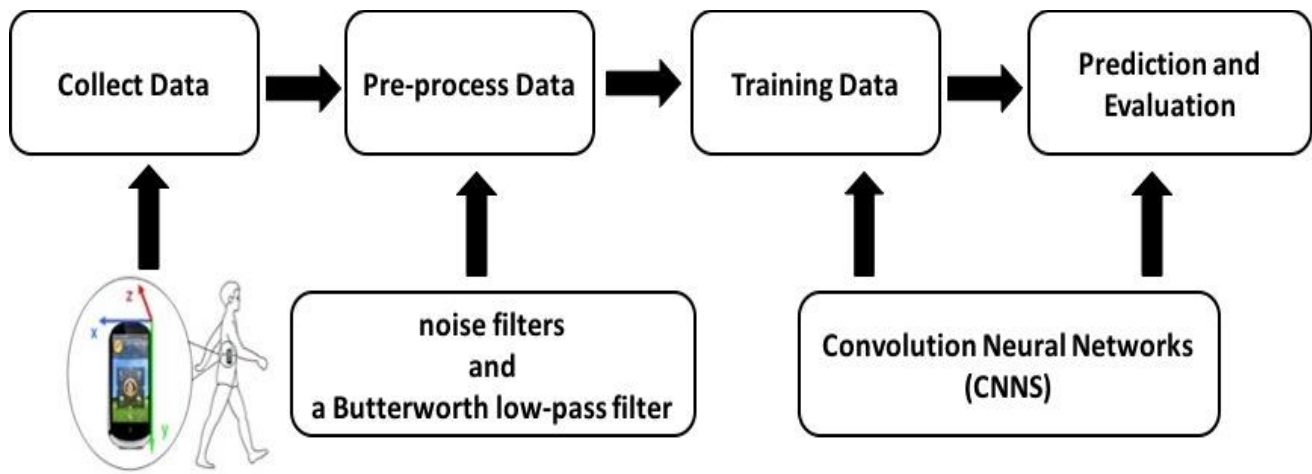 Collect Data
Pre-process Data
Training Data
Prediction and
Evaluation
z
x
y
noise filters
and
a Butterworth low-pass filter
Convolution Neural Networks
(CNNS)